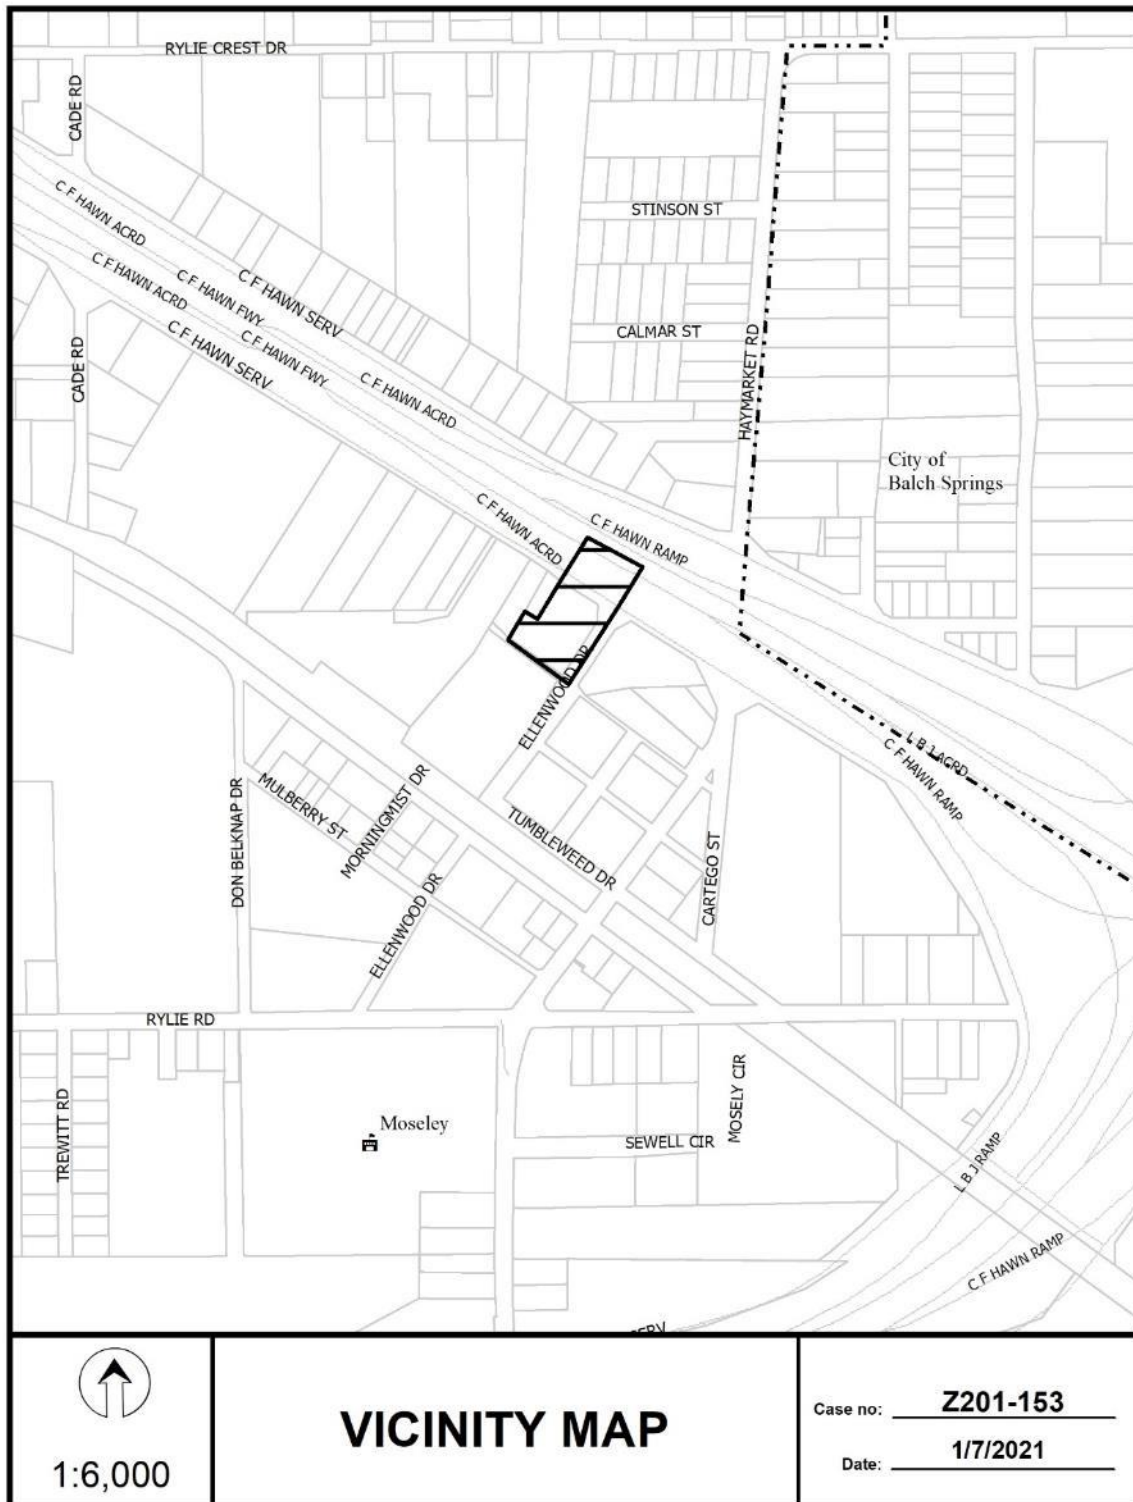 RYLIE CREST DR
CADE RD
STINSON ST
C F HAWN ACRD
C F HAWN ACRD
C F HAWN FWY
C F HAWN SERV
C F HAWN SERV
C F HAWN FWY
CALMAR ST
HAYMARKET RD
CADE RD
C F HAWN ACRD
City of
Balch Springs
C F HAWN ACRD
C F HAWN RAMP
ELLENWOOD DR
L B J ACRD
C F HAWN RAMP
DON BELKNAP DR
MULBERRY ST
MORNINGMIST DR
TUMBLEWEED DR
CARTEGO ST
ELLENWOOD DR
RYLIE RD
TREWITT RD
Moseley
MOSELY CIR
SEWELL CIR
L B J RAMP
C F HAWN RAMP
SERV
1:6,000
VICINITY MAP
Case no: Z201-153
Date: 1/7/2021